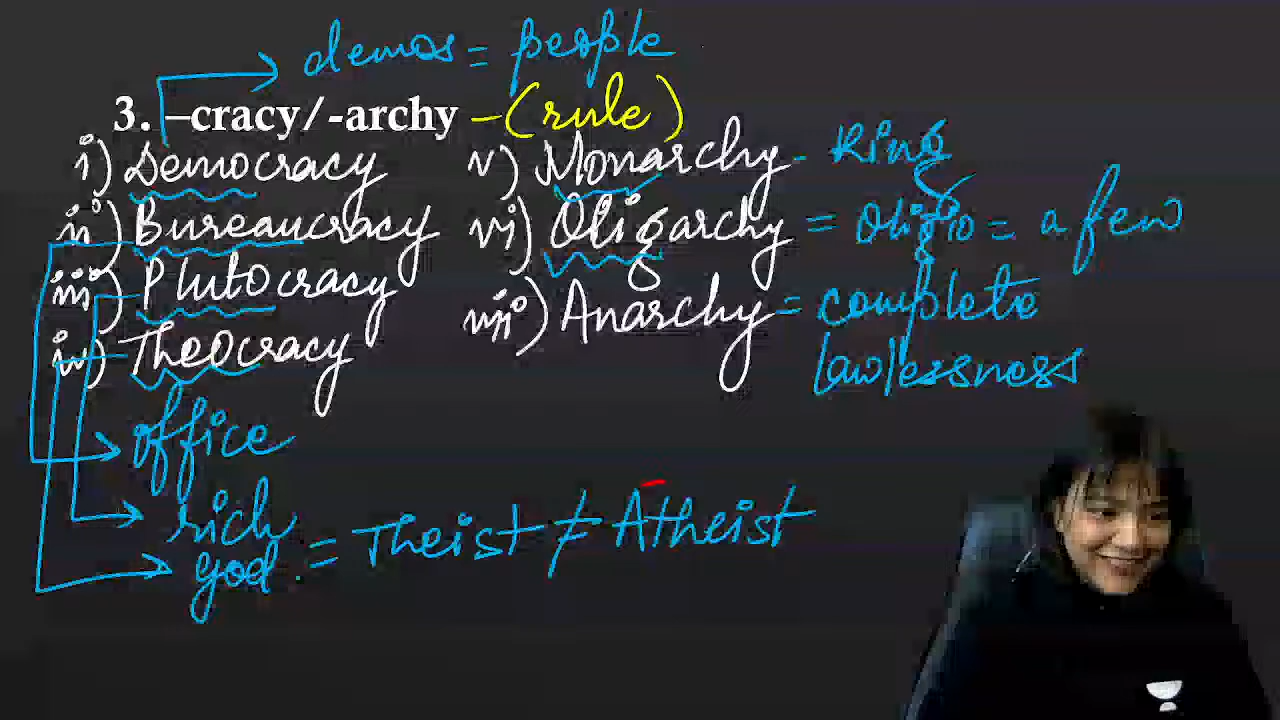 demos = people
3. –cracy/ -archy – (rule)
i) Democracy
ii) Bureaucracy
iii) Plutocracy
iv) Theocracy
v) Monarchy - King
vi) Oligarchy = Oligio = a few
vii) Anarchy = complete
lawlessness
office
rich
god = Theist ≠ Atheist